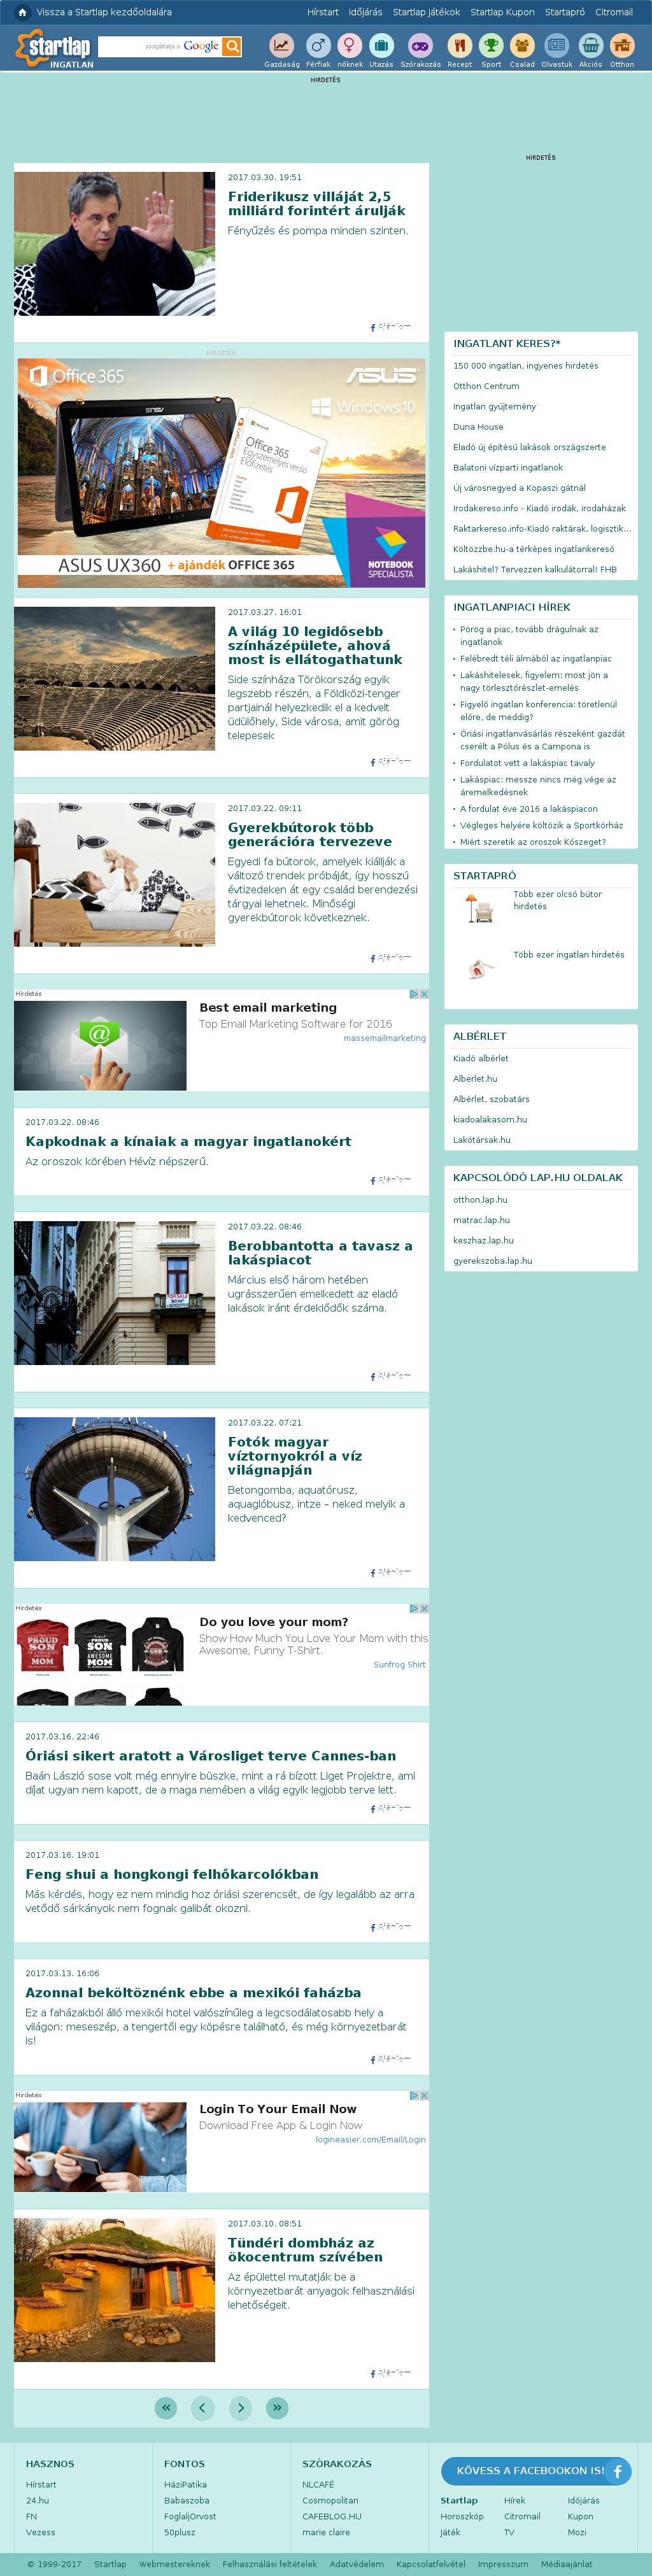 Vissza a Startlap kezdőoldalára
Hírstart Időjárás Startlap Játékok Startlap Kupon Startapró Citromail
startlap
INGATLAN
szolgáltatja a Google
Gazdaság Férfiak nőknek Utazás Szórakozás Recept Sport Család Olvastuk Akciós Otthon
HIRDETÉS
HIRDETÉS
2017.03.30. 19:51
Friderikusz villáját 2,5
milliárd forintért árulják
Fényűzés és pompa minden szinten.
HIRDETÉS
Office 365
ASUS
Windows 10
Office 365
Egyszemélyes verzió
Előfizetés
Office
ASUS UX360 + ajándék OFFICE 365
NOTEBOOK
SPECIALISTA
2017.03.27. 16:01
A világ 10 legidősebb
színházépülete, ahová
most is ellátogathatunk
Side színháza Törökország egyik
legszebb részén, a Földközi-tenger
partjainál helyezkedik el a kedvelt
üdülőhely, Side városa, amit görög
telepesek
2017.03.22. 09:11
Gyerekbútorok több
generációra tervezeve
Egyedi fa bútorok, amelyek kiállják a
változó trendek próbáját, így hosszú
évtizedeken át egy család berendezési
tárgyai lehetnek. Minőségi
gyerekbútorok következnek.
Hirdetés
Best email marketing
Top Email Marketing Software for 2016
massemailmarketing
2017.03.22. 08:46
Kapkodnak a kínaiak a magyar ingatlanokért
Az oroszok körében Hévíz népszerű.
2017.03.22. 08:46
Berobbantotta a tavasz a
lakáspiacot
Március első három hetében
ugrásszerűen emelkedett az eladó
lakások iránt érdeklődők száma.
FOR SALE
2017.03.22. 07:21
Fotók magyar
víztornyokról a víz
világnapján
Betongomba, aquatórusz,
aquaglóbusz, intze – neked melyik a
kedvenced?
Hirdetés
Do you love your mom?
Show How Much You Love Your Mom with this
Awesome, Funny T-Shirt.
Sunfrog Shirt
2017.03.16. 22:46
Óriási sikert aratott a Városliget terve Cannes-ban
Baán László sose volt még ennyire büszke, mint a rá bízott Liget Projektre, ami
díjat ugyan nem kapott, de a maga nemében a világ egyik legjobb terve lett.
2017.03.16. 19:01
Feng shui a hongkongi felhőkarcolókban
Más kérdés, hogy ez nem mindig hoz óriási szerencsét, de így legalább az arra
vetődő sárkányok nem fognak galibát okozni.
2017.03.13. 16:06
Azonnal beköltöznénk ebbe a mexikói faházba
Ez a faházakból álló mexikói hotel valószínűleg a legcsodálatosabb hely a
világon: meseszép, a tengertől egy köpésre található, és még környezetbarát
is!
Hirdetés
Login To Your Email Now
Download Free App & Login Now
logineasier.com/Email/Login
2017.03.10. 08:51
Tündéri dombház az
ökocentrum szívében
Az épülettel mutatják be a
környezetbarát anyagok felhasználási
lehetőségeit.
INGATLANT KERES?*
150 000 ingatlan, ingyenes hirdetés
Otthon Centrum
Ingatlan gyűjtemény
Duna House
Eladó új építésű lakások országszerte
Balatoni vízparti ingatlanok
Új városnegyed a Kopaszi gátnál
Irodakereso.info - Kiadó irodák, irodaházak
Raktarkereso.info-Kiadó raktárak, logisztik...
Költözzbe.hu-a térképes ingatlankereső
Lakáshitel? Tervezzen kalkulátorral! FHB
INGATLANPIACI HÍREK
• Pörög a piac, tovább drágulnak az
ingatlanok
• Felébredt téli álmából az ingatlanpiac
• Lakáshitelesek, figyelem: most jön a
nagy törlesztőrészlet-emelés
• Figyelő ingatlan konferencia: töretlenül
előre, de meddig?
• Óriási ingatlanvásárlás részeként gazdát
cserélt a Pólus és a Campona is
• Fordulatot vett a lakáspiac tavaly
• Lakáspiac: messze nincs még vége az
áremelkedésnek
• A fordulat éve 2016 a lakáspiacon
• Végleges helyére költözik a Sportkórház
• Miért szeretik az oroszok Kőszeget?
STARTAPRÓ
Több ezer olcsó bútor
hirdetés
Több ezer ingatlan hirdetés
ALBÉRLET
Kiadó albérlet
Alberlet.hu
Albérlet, szobatárs
kiadoalakasom.hu
Lakótársak.hu
KAPCSOLÓDÓ LAP.HU OLDALAK
otthon.lap.hu
matrac.lap.hu
keszhaz.lap.hu
gyerekszoba.lap.hu
HASZNOS
Hírstart
24.hu
FN
Vezess
FONTOS
HáziPatika
Babaszoba
FoglaljOrvost
50plusz
SZÓRAKOZÁS
NLCAFÉ
Cosmopolitan
CAFEBLOG.HU
marie claire
KÖVESS A FACEBOOKON IS!
Startlap Hírek Időjárás
Horoszkóp Citromail Kupon
Játék TV Mozi
© 1999-2017 Startlap Webmestereknek Felhasználási feltételek Adatvédelem Kapcsolatfelvétel Impresszum Médiaajánlat